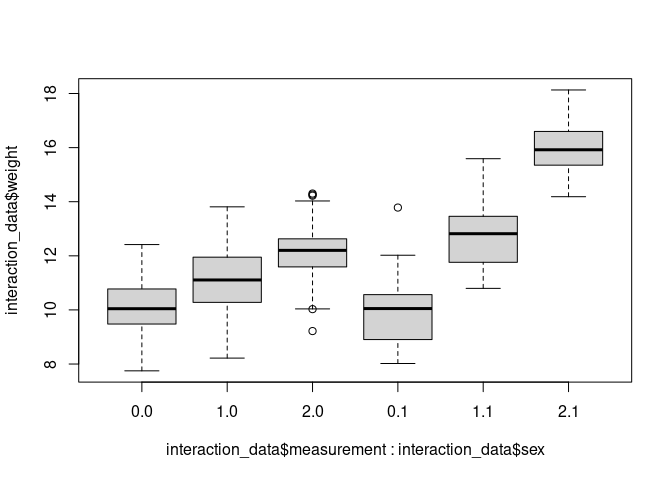 interaction_data$weight
18
16
14
12
10
8
0.0 1.0 2.0 0.1 1.1 2.1
interaction_data$measurement : interaction_data$sex